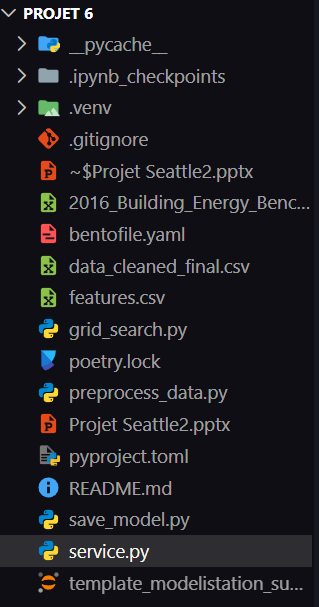 PROJET 6
__pycache__
.ipynb_checkpoints
.venv
.gitignore
~$Projet Seattle2.pptx
2016_Building_Energy_Benc...
bentofile.yaml
data_cleaned_final.csv
features.csv
grid_search.py
poetry.lock
preprocess_data.py
Projet Seattle2.pptx
pyproject.toml
README.md
save_model.py
service.py
template_modelistation_su...